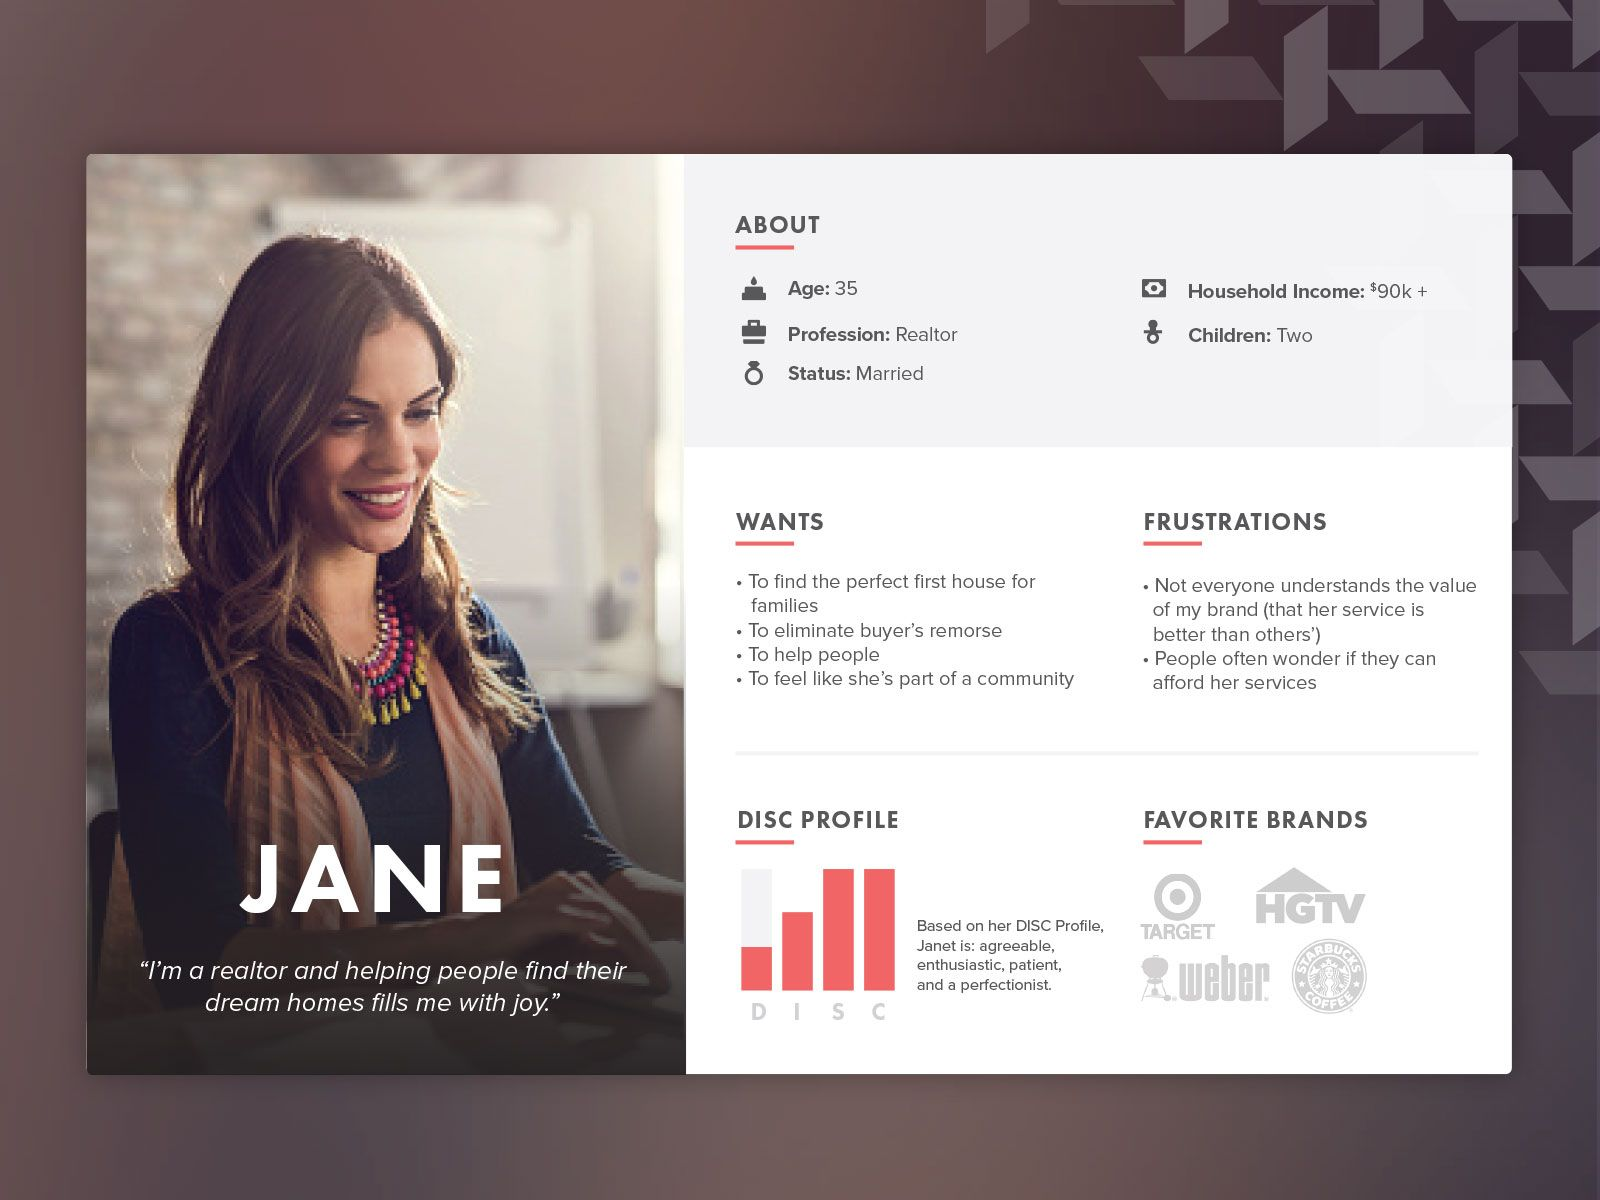 JANE
“I’m a realtor and helping people find their
dream homes fills me with joy.”
ABOUT
Age: 35
Profession: Realtor
Status: Married
Household Income: $90k +
Children: Two
WANTS
• To find the perfect first house for
families
• To eliminate buyer’s remorse
• To help people
• To feel like she’s part of a community
FRUSTRATIONS
• Not everyone understands the value
of my brand (that her service is
better than others’)
• People often wonder if they can
afford her services
DISC PROFILE
D I S C
Based on her DISC Profile,
Janet is: agreeable,
enthusiastic, patient,
and a perfectionist.
FAVORITE BRANDS
TARGET
HGTV
weber
STARBUCKS
COFFEE